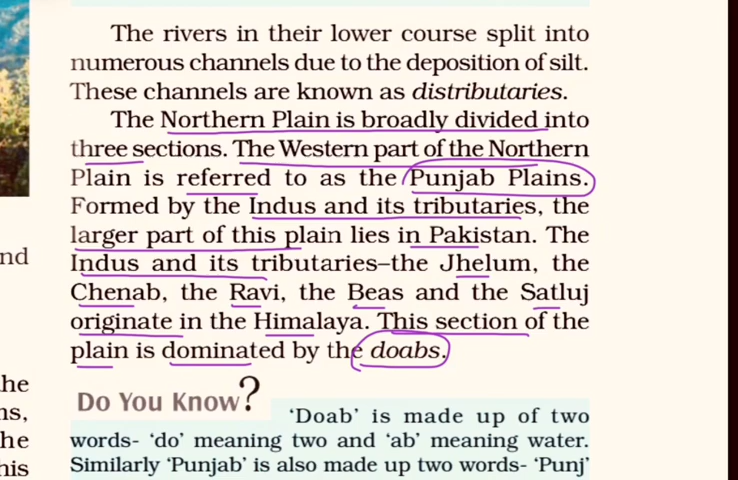 The rivers in their lower course split into
numerous channels due to the deposition of silt.
These channels are known as distributaries.
The Northern Plain is broadly divided into
three sections. The Western part of the Northern
Plain is referred to as the Punjab Plains.
Formed by the Indus and its tributaries, the
larger part of this plain lies in Pakistan. The
Indus and its tributaries–the Jhelum, the
Chenab, the Ravi, the Beas and the Satluj
originate in the Himalaya. This section of the
plain is dominated by the doabs.
nd
he
ns,
he
his
Do You Know?
'Doab' is made up of two
words- 'do' meaning two and 'ab' meaning water.
Similarly 'Punjab' is also made up two words- 'Punj'